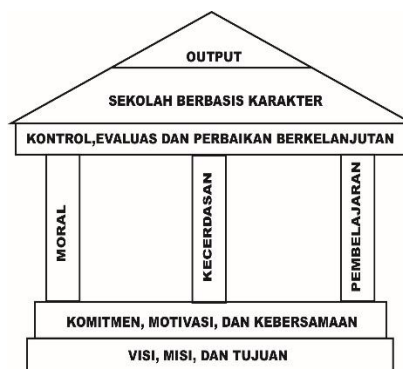 OUTPUT
SEKOLAH BERBASIS KARAKTER
KONTROL,EVALUAS DAN PERBAIKAN BERKELANJUTAN
MORAL
KECERDASAN
PEMBELAJARAN
KOMITMEN, MOTIVASI, DAN KEBERSAMAAN
VISI, MISI, DAN TUJUAN